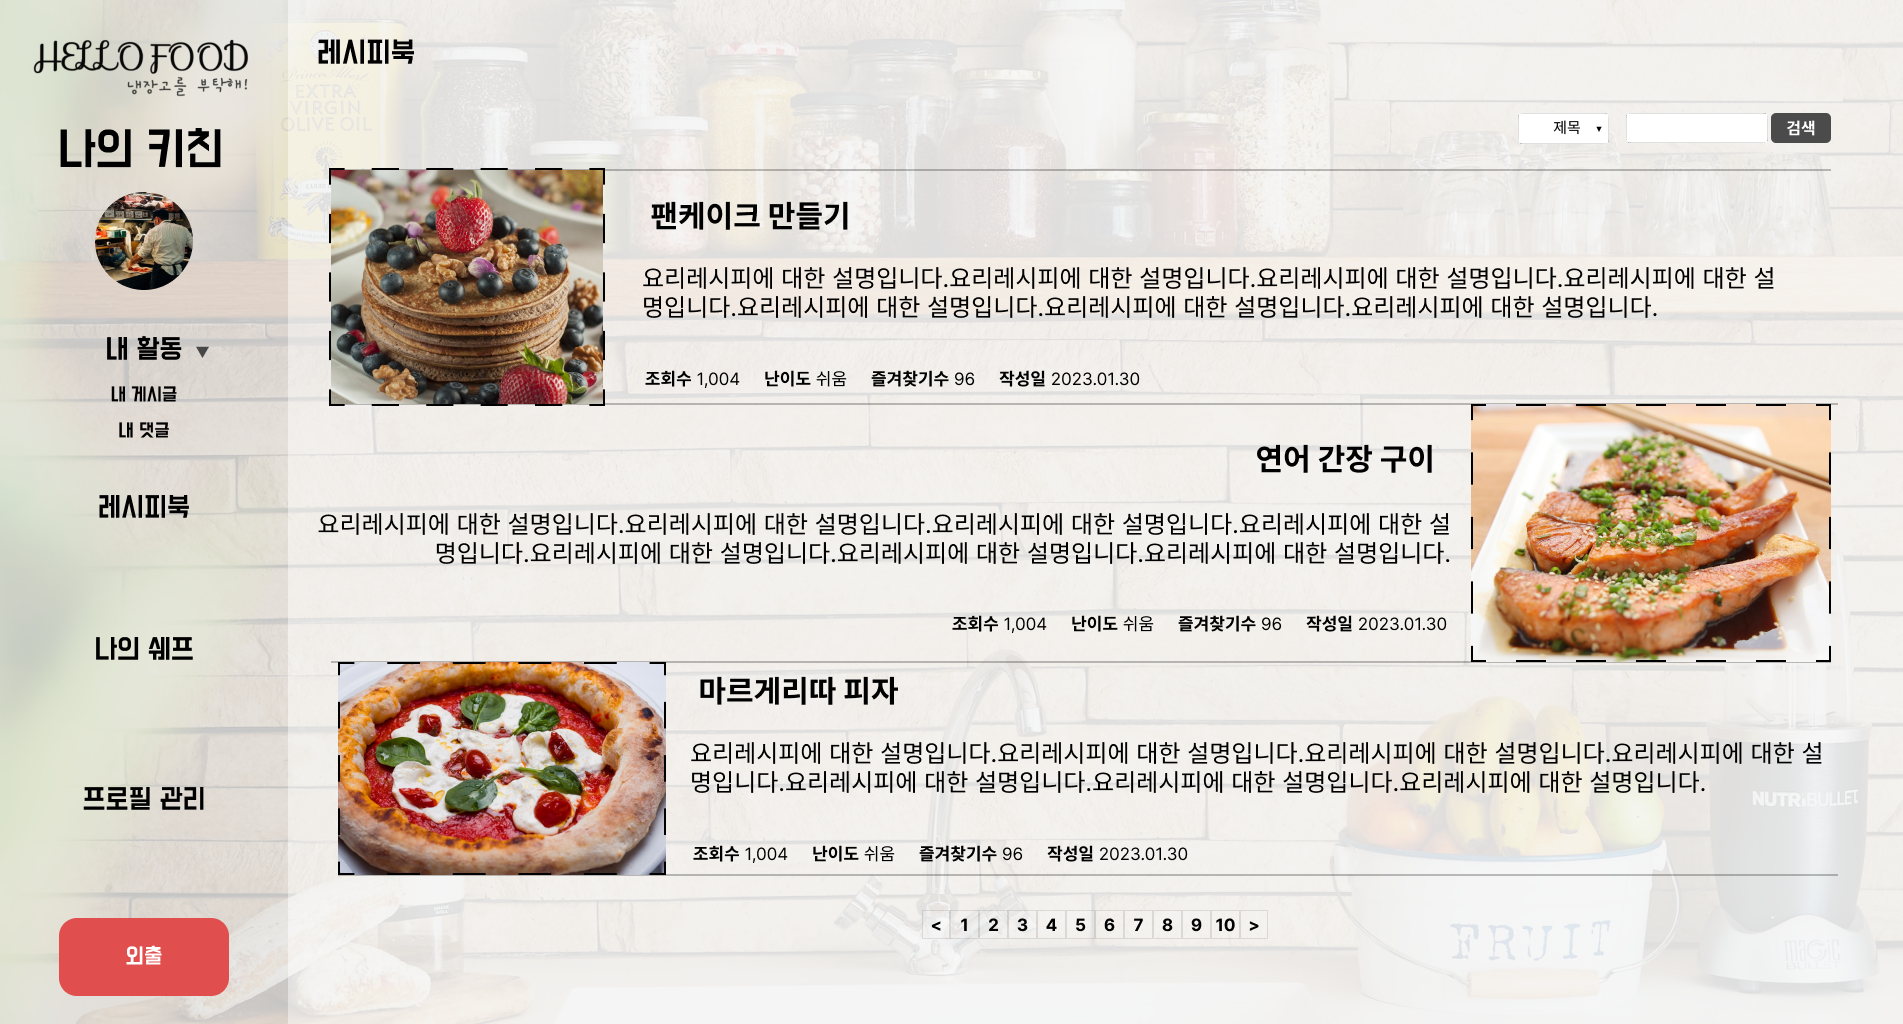 HELLO FOOD
냉장고를 부탁해!
나의 키친
내 활동 ▼
내 게시글
내 댓글
레시피북
나의 쉐프
프로필 관리
외출
레시피북
제목 ▼
검색
EXTRA
VIRGIN
OLIVE OIL
팬케이크 만들기
요리레시피에 대한 설명입니다.요리레시피에 대한 설명입니다.요리레시피에 대한 설명입니다.요리레시피에 대한 설
명입니다.요리레시피에 대한 설명입니다.요리레시피에 대한 설명입니다.요리레시피에 대한 설명입니다.
조회수 1,004 난이도 쉬움 즐겨찾기수 96 작성일 2023.01.30
연어 간장 구이
요리레시피에 대한 설명입니다.요리레시피에 대한 설명입니다.요리레시피에 대한 설명입니다.요리레시피에 대한 설
명입니다.요리레시피에 대한 설명입니다.요리레시피에 대한 설명입니다.요리레시피에 대한 설명입니다.
조회수 1,004 난이도 쉬움 즐겨찾기수 96 작성일 2023.01.30
마르게리따 피자
요리레시피에 대한 설명입니다.요리레시피에 대한 설명입니다.요리레시피에 대한 설명입니다.요리레시피에 대한 설
명입니다.요리레시피에 대한 설명입니다.요리레시피에 대한 설명입니다.요리레시피에 대한 설명입니다.
조회수 1,004 난이도 쉬움 즐겨찾기수 96 작성일 2023.01.30
NUTRiBULLET
FRUIT
MAGIC
< 1 2 3 4 5 6 7 8 9 10 >